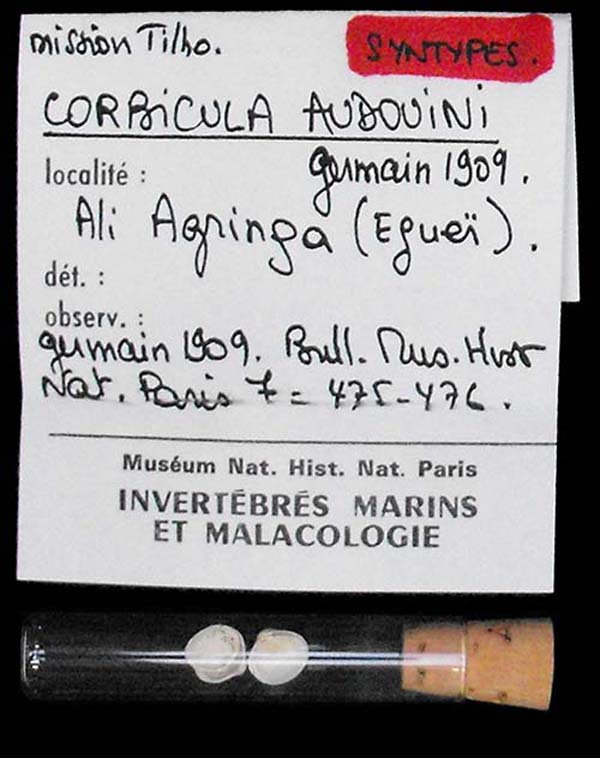 mission Tilho.
SYNTYPES.
CORBICULA AUDOUINI
germain 1909.
localité :
Ali Agringa (Egueï).
dét. :
observ. :
germain 1909. Bull. Mus. Hist
Nat. Paris 7 = 475-476.
Muséum Nat. Hist. Nat. Paris
INVERTÉBRÉS MARINS
ET MALACOLOGIE